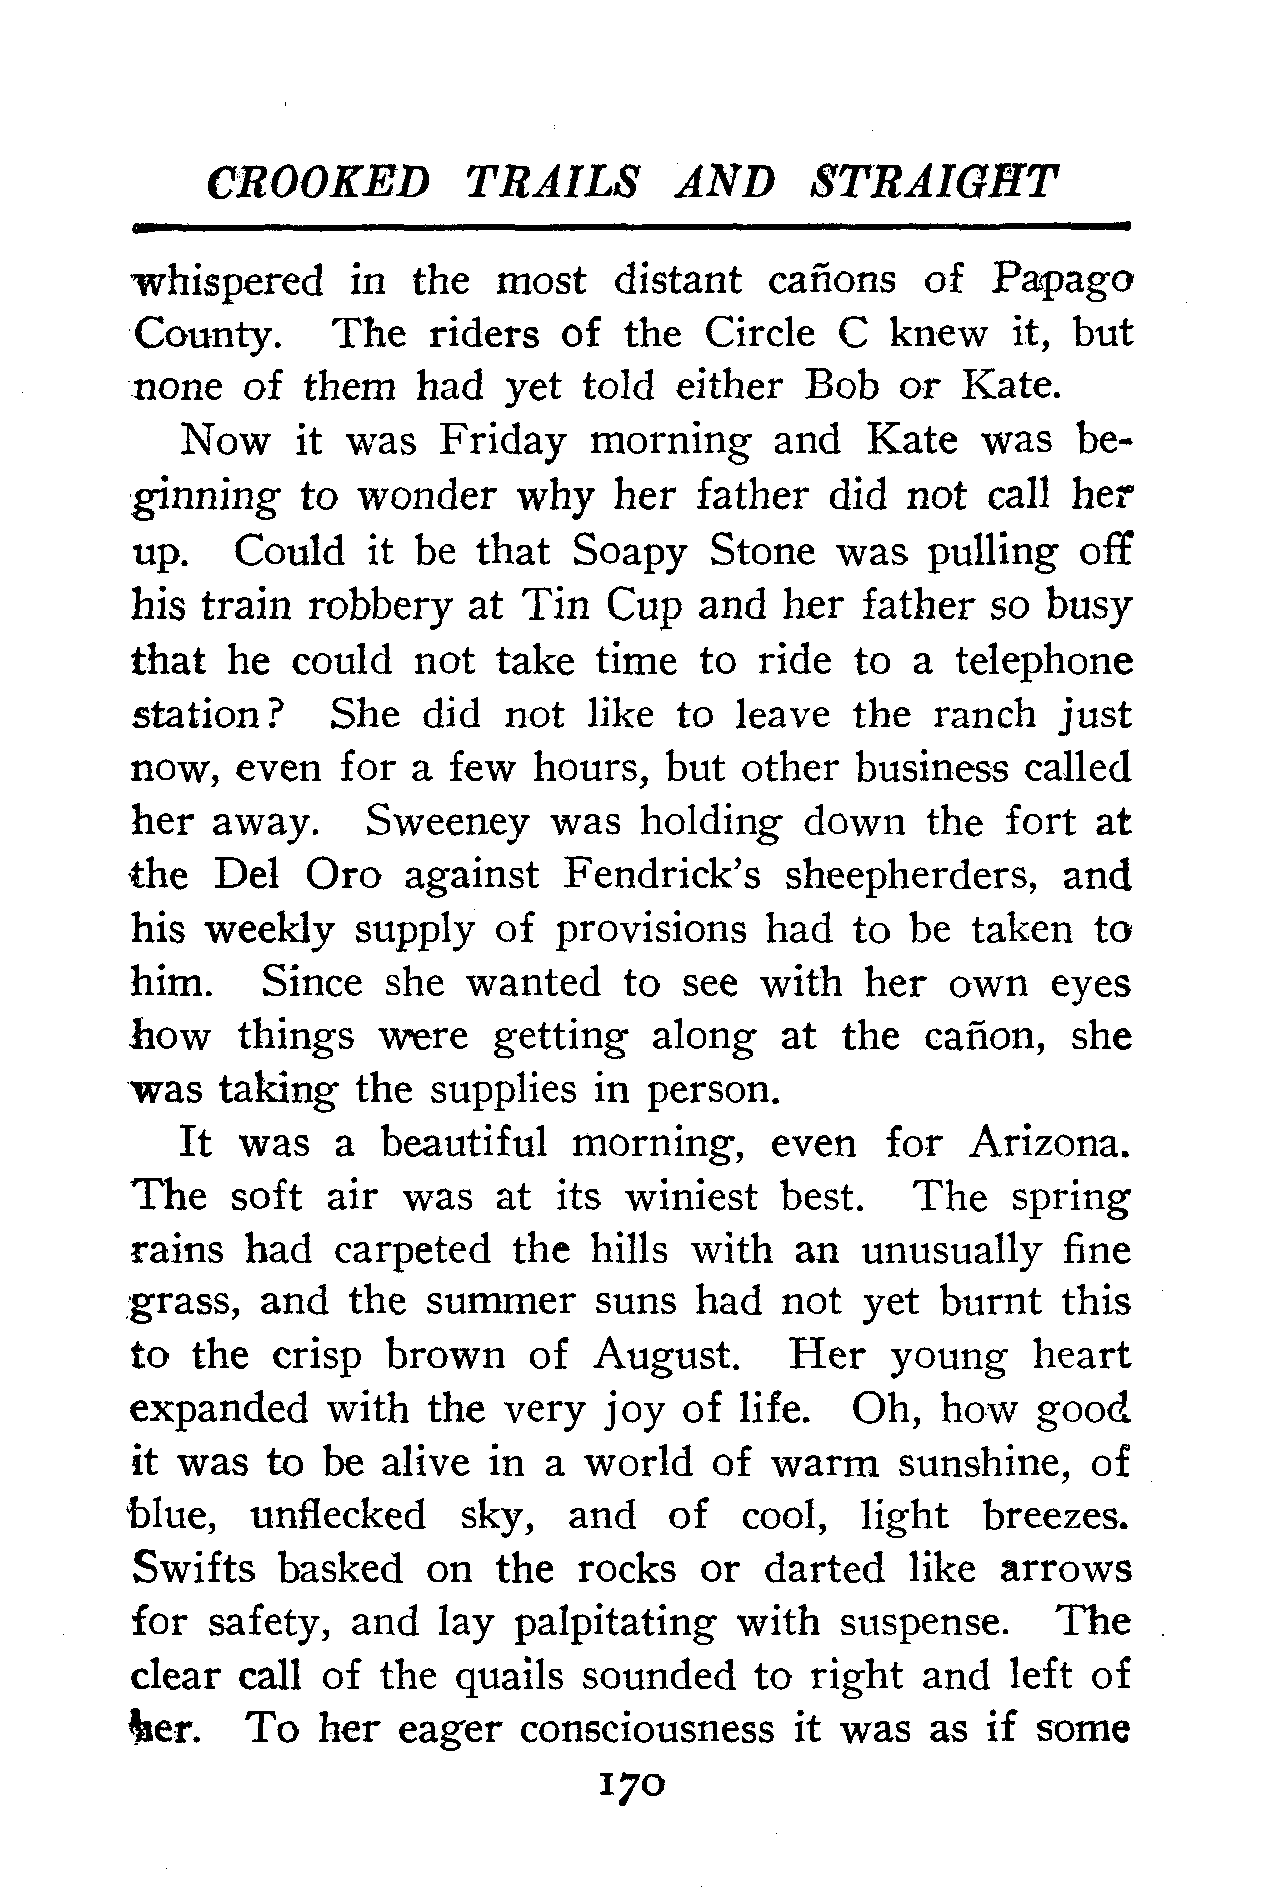 CROOKED TRAILS AND STRAIGHT
whispered in the most distant cañons of Papago
County. The riders of the Circle C knew it, but
none of them had yet told either Bob or Kate.
Now it was Friday morning and Kate was be-
ginning to wonder why her father did not call her
up. Could it be that Soapy Stone was pulling off
his train robbery at Tin Cup and her father so busy
that he could not take time to ride to a telephone
station? She did not like to leave the ranch just
now, even for a few hours, but other business called
her away. Sweeney was holding down the fort at
the Del Oro against Fendrick's sheepherders, and
his weekly supply of provisions had to be taken to
him. Since she wanted to see with her own eyes
how things were getting along at the cañon, she
was taking the supplies in person.
It was a beautiful morning, even for Arizona.
The soft air was at its winiest best. The spring
rains had carpeted the hills with an unusually fine
grass, and the summer suns had not yet burnt this
to the crisp brown of August. Her young heart
expanded with the very joy of life. Oh, how good
it was to be alive in a world of warm sunshine, of
blue, unflecked sky, and of cool, light breezes.
Swifts basked on the rocks or darted like arrows
for safety, and lay palpitating with suspense. The
clear call of the quails sounded to right and left of
her. To her eager consciousness it was as if some
170